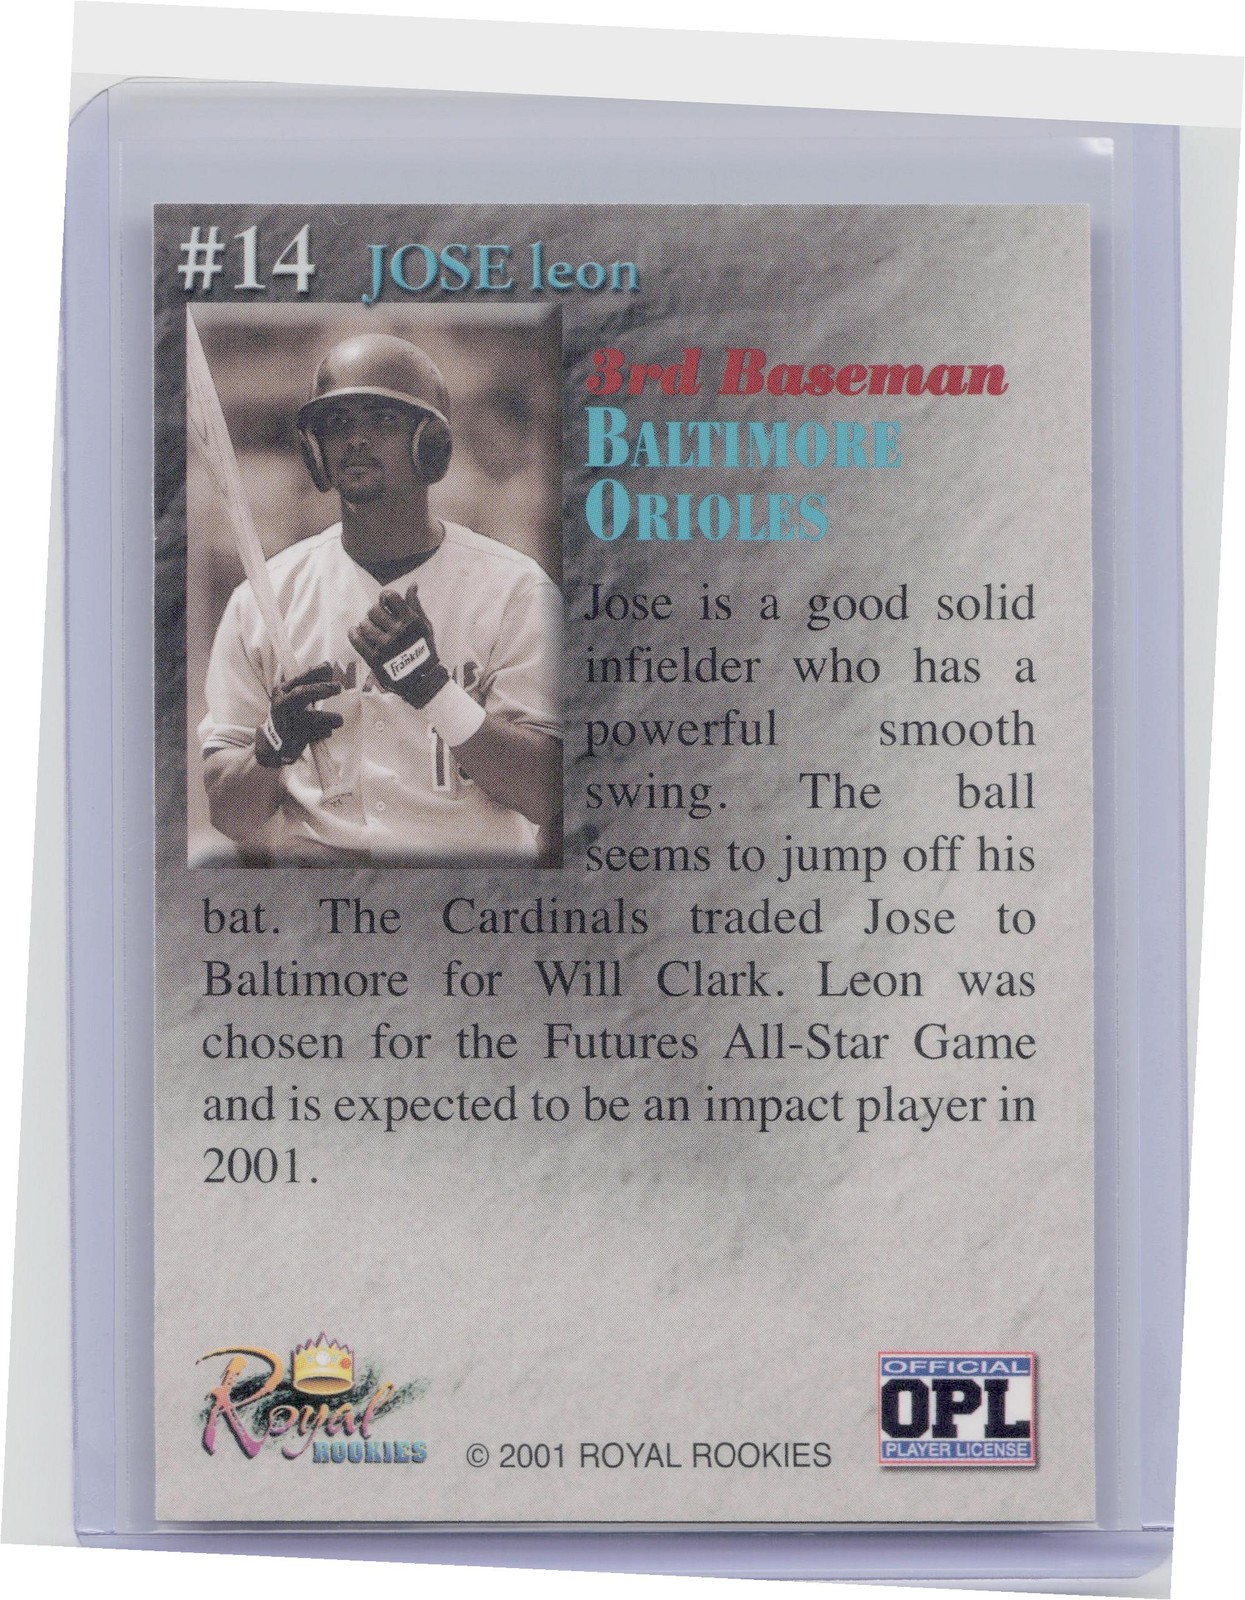 #14 JOSE leon
3rd Baseman
BALTIMORE
ORIOLES
Jose is a good solid
infielder who has a
powerful smooth
swing. The ball
seems to jump off his
bat. The Cardinals traded Jose to
Baltimore for Will Clark. Leon was
chosen for the Futures All-Star Game
and is expected to be an impact player in
2001.
Franklin
Royal
ROOKIES
© 2001 ROYAL ROOKIES
OFFICIAL
OPL
PLAYER LICENSE